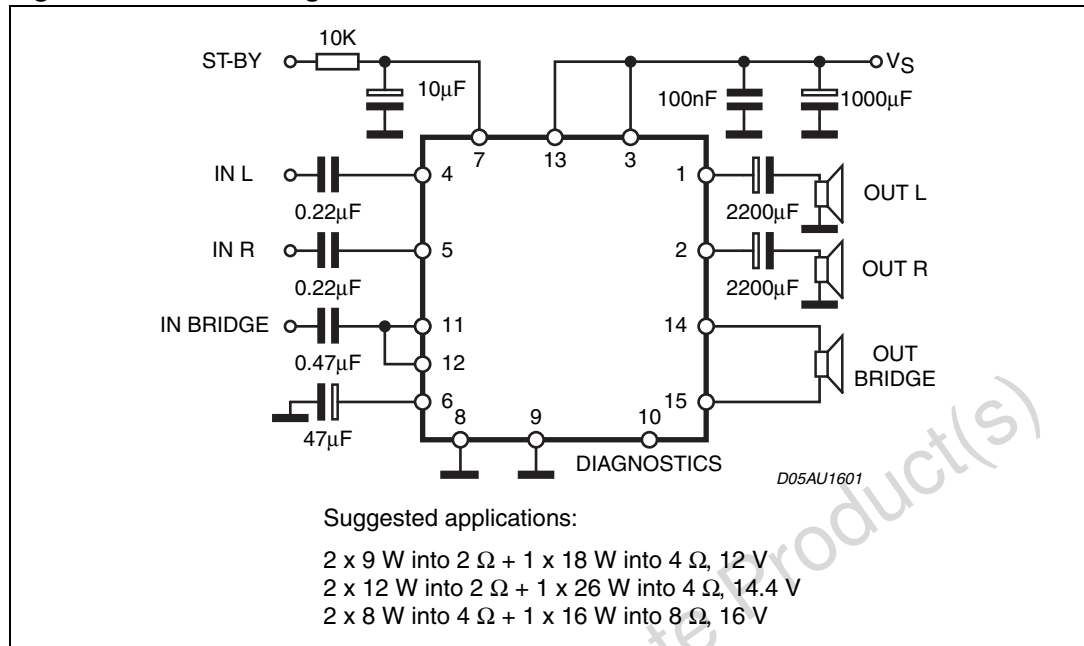 10K
ST-BY
10µF
100nF
1000µF
VS
7
13
3
IN L
0.22µF
4
1
2200µF
OUT L
IN R
0.22µF
5
2
2200µF
OUT R
IN BRIDGE
0.47µF
11
12
14
OUT
BRIDGE
15
6
47µF
8
9
10
DIAGNOSTICS
D05AU1601
Suggested applications:
2 x 9 W into 2 Ω + 1 x 18 W into 4 Ω, 12 V
2 x 12 W into 2 Ω + 1 x 26 W into 4 Ω, 14.4 V
2 x 8 W into 4 Ω + 1 x 16 W into 8 Ω, 16 V
Product(s)